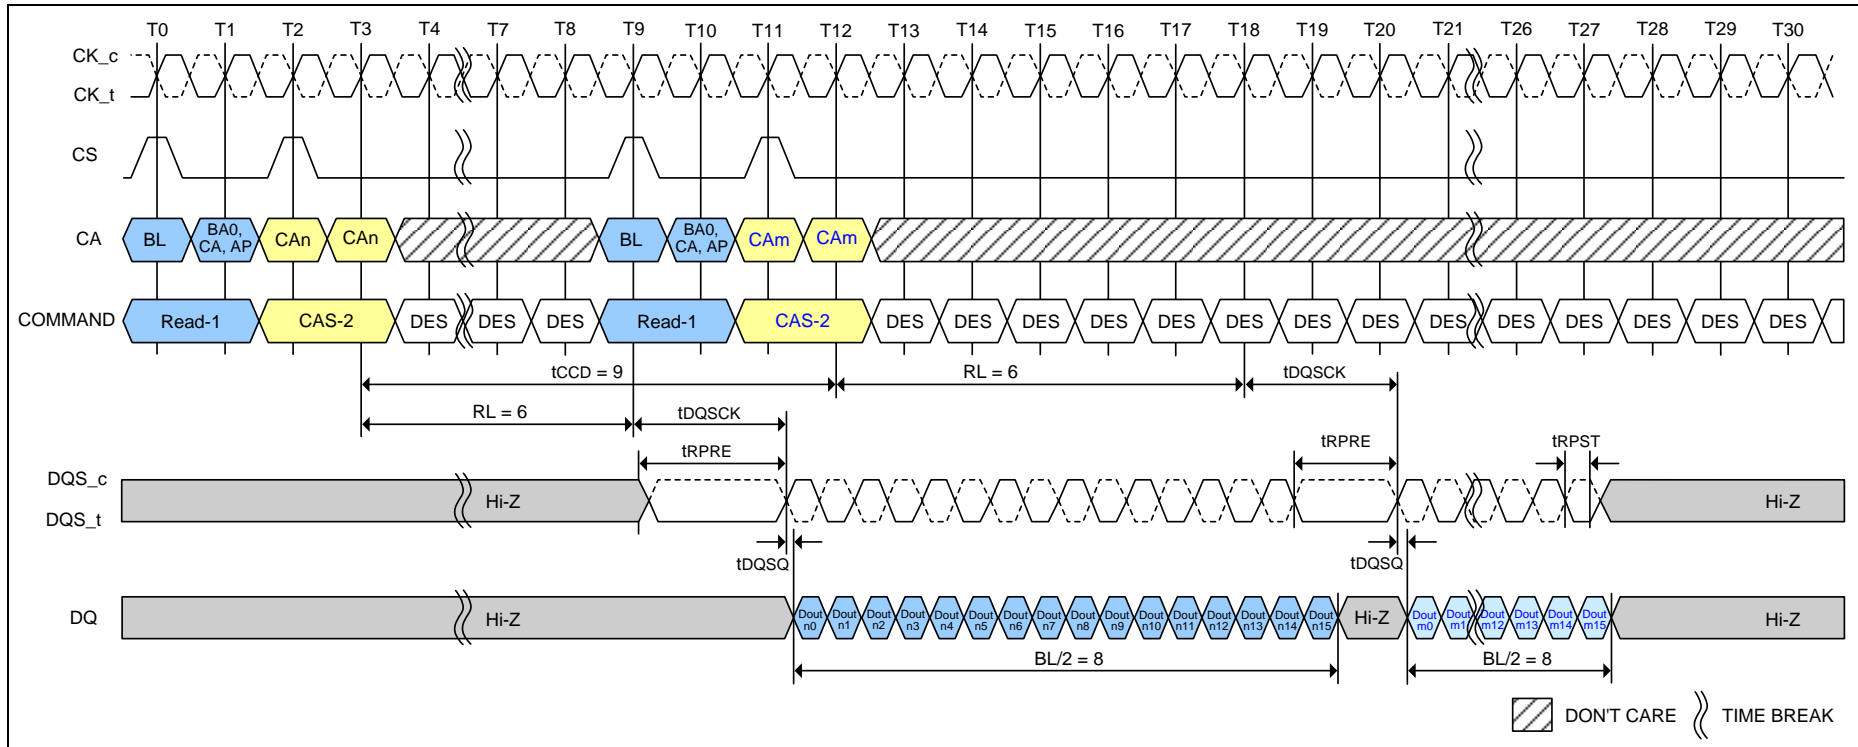 T0 T1 T2 T3 T4 T7 T8 T9 T10 T11 T12 T13 T14 T15 T16 T17 T18 T19 T20 T21 T26 T27 T28 T29 T30
CK_c
CK_t
CS
CA BL BA0, CA, AP CAn CAn BL BA0, CA, AP CAm CAm
COMMAND Read-1 CAS-2 DES DES DES Read-1 CAS-2 DES DES DES DES DES DES DES DES DES DES DES DES DES DES
tCCD = 9 RL = 6 tDQSCK
RL = 6 tDQSCK
tRPRE tRPRE tRPST
DQS_c
Hi-Z Hi-Z
DQS_t
tDQSQ tDQSQ
DQ Hi-Z Dout n0 Dout n1 Dout n2 Dout n3 Dout n4 Dout n5 Dout n6 Dout n7 Dout n8 Dout n9 Dout n10 Dout n11 Dout n12 Dout n13 Dout n14 Dout n15 Hi-Z Dout m0 Dout m1 Dout m12 Dout m13 Dout m14 Dout m15 Hi-Z
BL/2 = 8 BL/2 = 8
DON'T CARE TIME BREAK